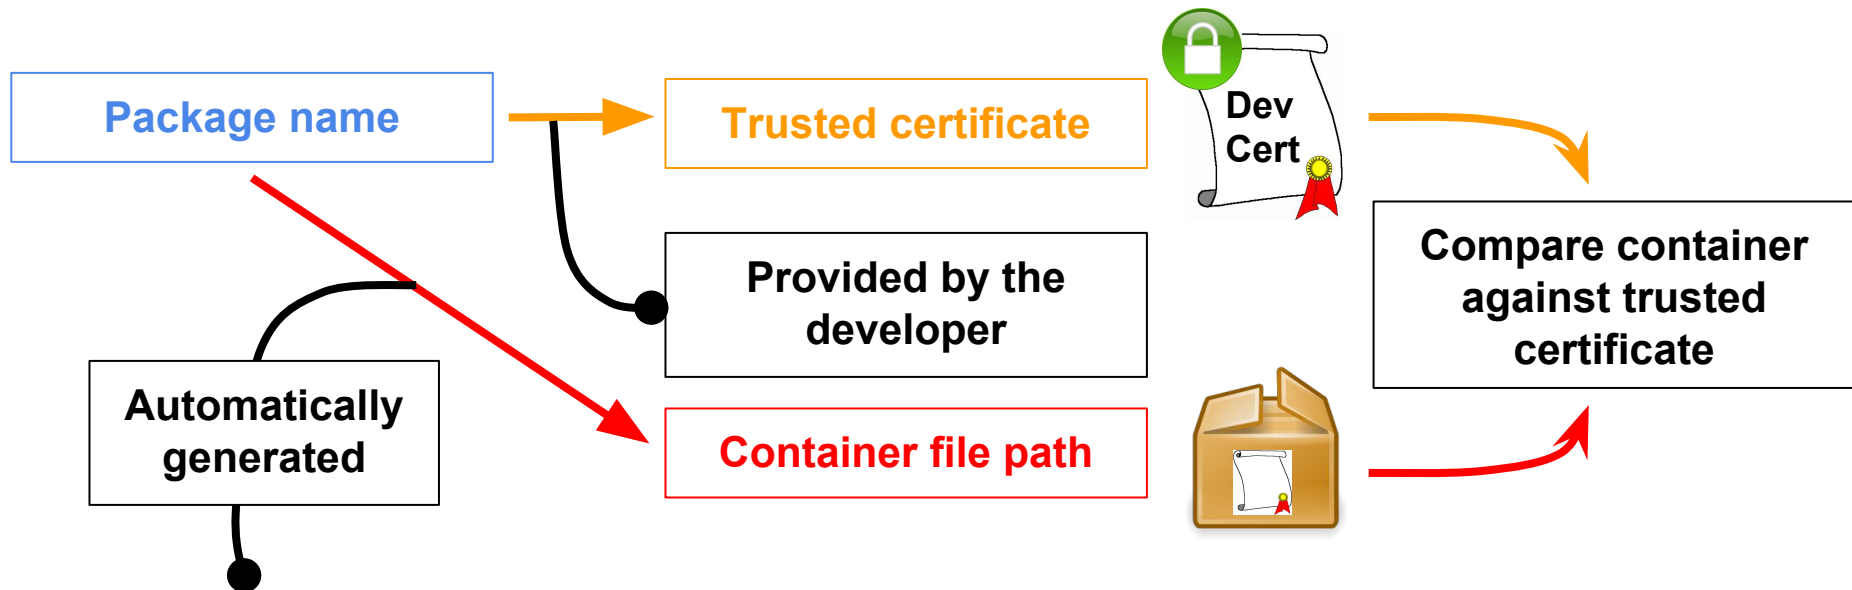 Package name
Trusted certificate
Dev
Cert
Provided by the
developer
Compare container
against trusted
certificate
Automatically
generated
Container file path